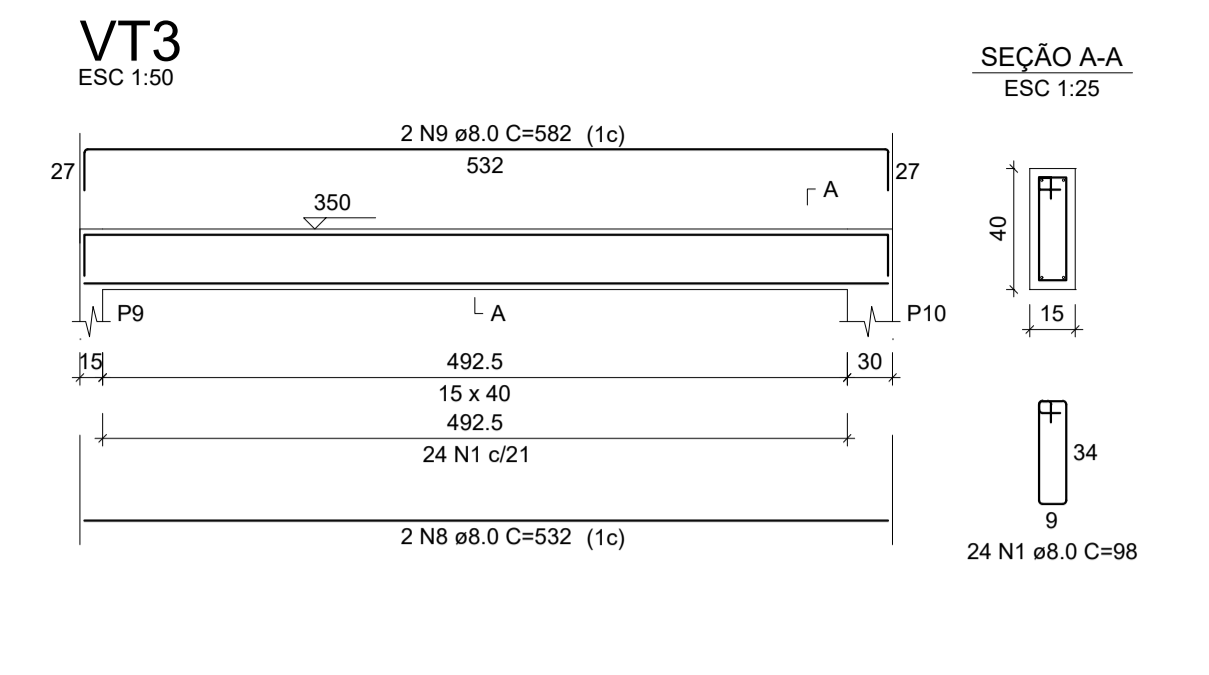 VT3
ESC 1:50
SEÇÃO A-A
ESC 1:25
2 N9 ø8.0 C=582 (1c)
27
532
27
350
A
40
P9
A
P10
15
15
492.5
30
15 x 40
492.5
24 N1 c/21
34
9
2 N8 ø8.0 C=532 (1c)
24 N1 ø8.0 C=98